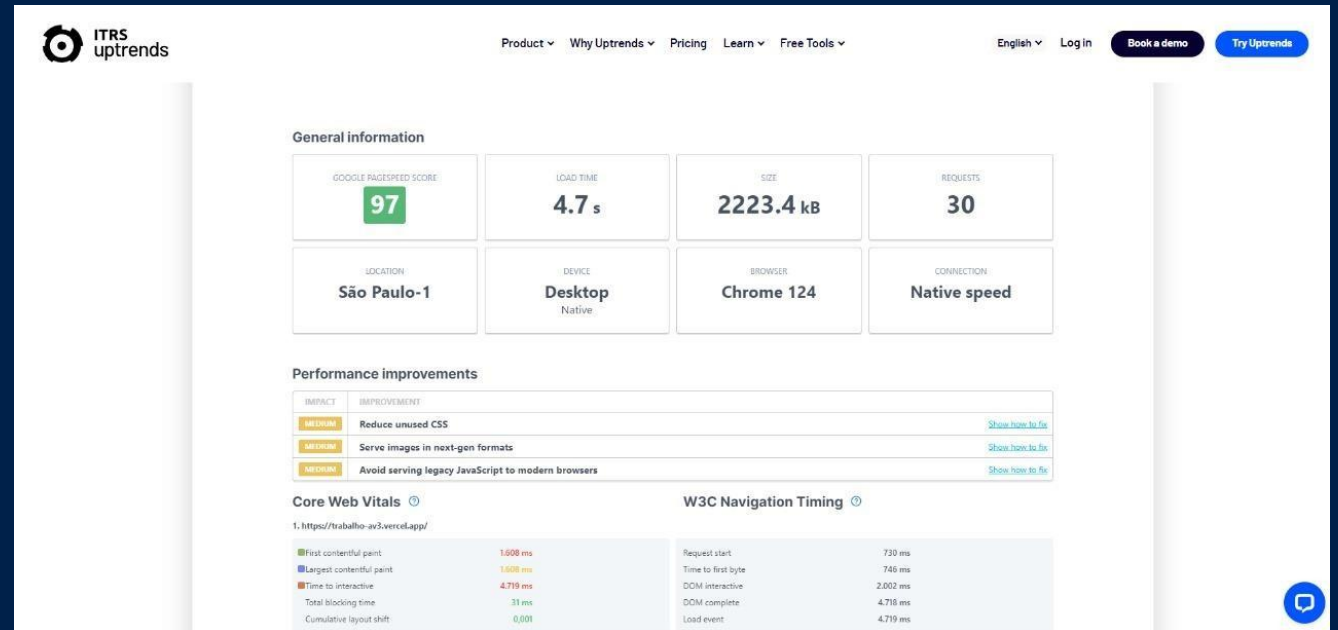 ITRS
uptrends
Product Why Uptrends Pricing Learn Free Tools English Log in Book a demo Try Uptrends
General information
GOOGLE PAGESPEED SCORE
97
LOAD TIME
4.7 s
SIZE
2223.4 kB
REQUESTS
30
LOCATION
São Paulo-1
DEVICE
Desktop
Native
BROWSER
Chrome 124
CONNECTION
Native speed
Performance improvements
IMPACT IMPROVEMENT
MEDIUM Reduce unused CSS Show how to fix
MEDIUM Serve images in next-gen formats Show how to fix
MEDIUM Avoid serving legacy JavaScript to modern browsers Show how to fix
Core Web Vitals ?
1. https://trabalho-av3.vercel.app/
First contentful paint 1.608 ms
Largest contentful paint 1.608 ms
Time to interactive 4.719 ms
Total blocking time 31 ms
Cumulative layout shift 0,001
W3C Navigation Timing ?
Request start 730 ms
Time to first byte 746 ms
DOM interactive 2.002 ms
DOM complete 4.718 ms
Load event 4.719 ms